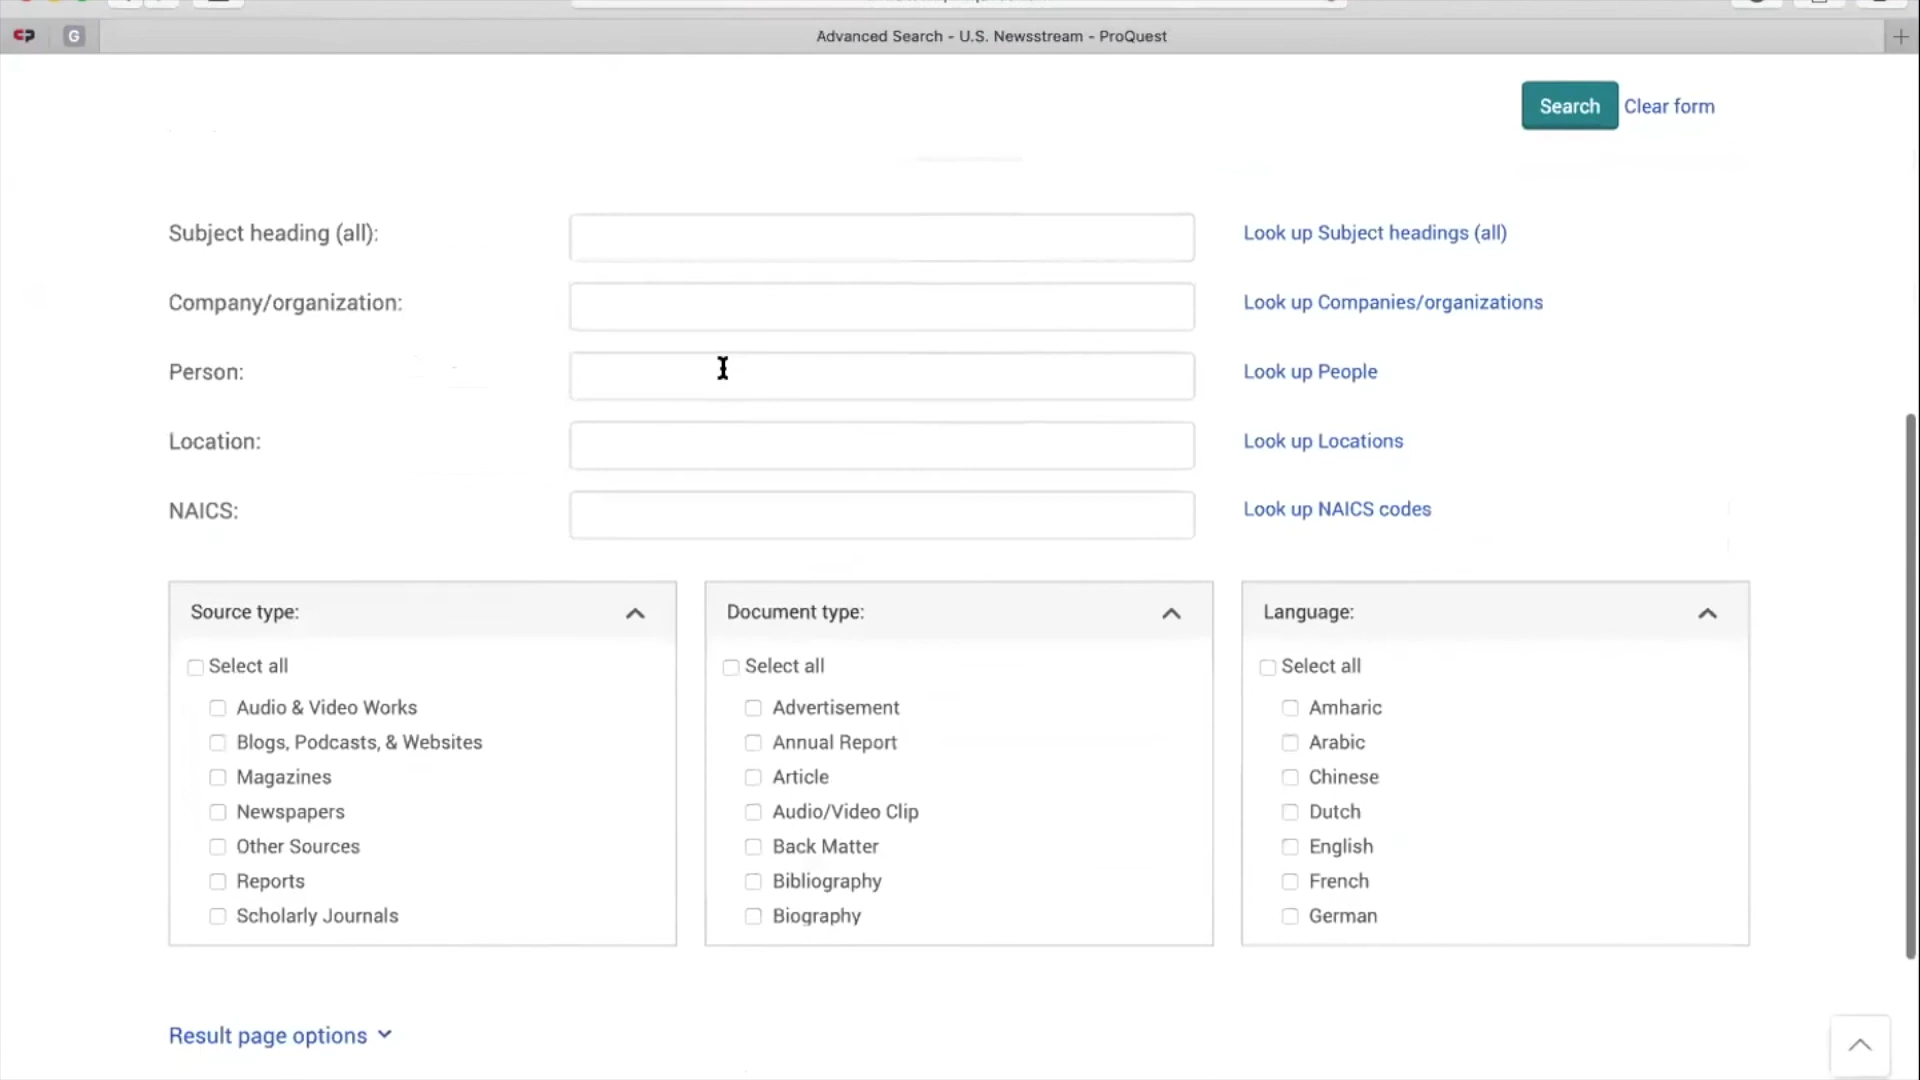 G
Advanced Search - U.S. Newsstream - ProQuest
Search Clear form
Subject heading (all): Look up Subject headings (all)
Company/organization: Look up Companies/organizations
Person: Look up People
Location: Look up Locations
NAICS: Look up NAICS codes
Source type:
Select all
Audio & Video Works
Blogs, Podcasts, & Websites
Magazines
Newspapers
Other Sources
Reports
Scholarly Journals
Document type:
Select all
Advertisement
Annual Report
Article
Audio/Video Clip
Back Matter
Bibliography
Biography
Language:
Select all
Amharic
Arabic
Chinese
Dutch
English
French
German
Result page options